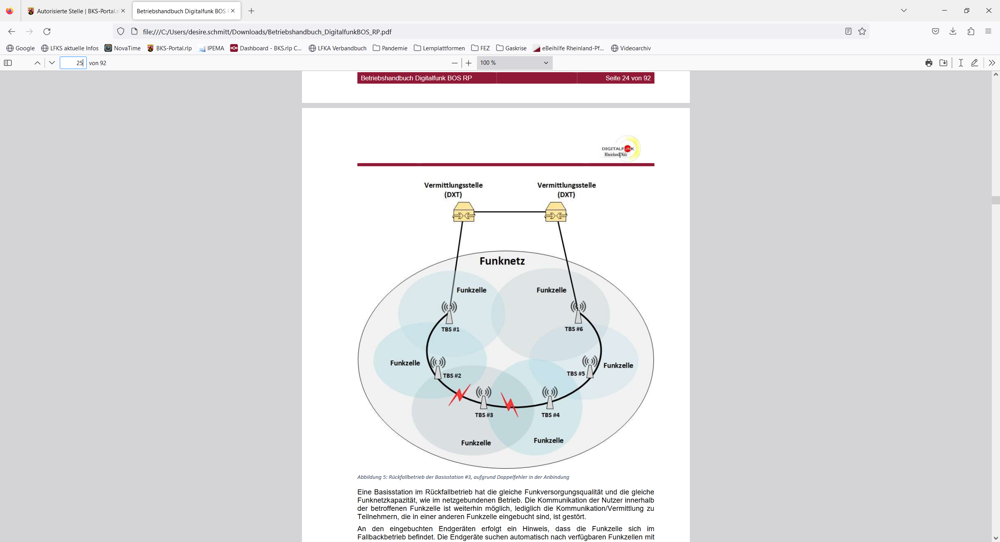 Autorisierte Stelle | BKS-Portal.r
Betriebshandbuch Digitalfunk BOS
file:///C:/Users/desire.schmitt/Downloads/Betriebshandbuch_DigitalfunkBOS_RP.pdf
Google LFKS aktuelle Infos NovaTime BKS-Portal.rlp IPEMA Dashboard - BKS.rlp C... LFKA Verbandbuch Pandemie Lernplattformen FEZ Gaskrise eBeihilfe Rheinland-Pf... Videoarchiv
25 von 92 100 %
Betriebshandbuch Digitalfunk BOS RP Seite 24 von 92
DIGITALFUNK
RheinlandPfalz
Vermittlungsstelle Vermittlungsstelle
(DXT) (DXT)
Funknetz
Funkzelle Funkzelle
TBS #1 TBS #6
Funkzelle Funkzelle
TBS #2 TBS #5
TBS #3 TBS #4
Funkzelle Funkzelle
Abbildung 5: Rückfallbetrieb der Basisstation #3, aufgrund Doppelfehler in der Anbindung
Eine Basisstation im Rückfallbetrieb hat die gleiche Funkversorgungsqualität und die gleiche
Funknetzkapazität, wie im netzgebundenen Betrieb. Die Kommunikation der Nutzer innerhalb
der betroffenen Funkzelle ist weiterhin möglich, lediglich die Kommunikation/Vermittlung zu
Teilnehmern, die in einer anderen Funkzelle eingebucht sind, ist gestört.
An den eingebuchten Endgeräten erfolgt ein Hinweis, dass die Funkzelle sich im
Fallbackbetrieb befindet. Die Endgeräte suchen automatisch nach verfügbaren Funkzellen mit